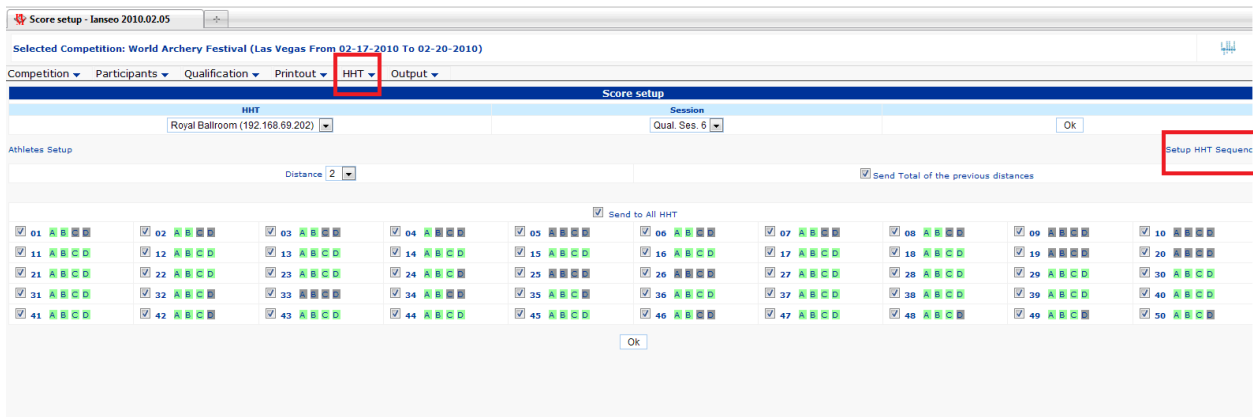 Score setup - Ianseo 2010.02.05
Selected Competition: World Archery Festival (Las Vegas From 02-17-2010 To 02-20-2010)
Competition Participants Qualification Printout HHT Output
Score setup
HHT Session
Royal Ballroom (192.168.69.202) Qual. Ses. 6 Ok
Athletes Setup Setup HHT Sequenc
Distance 2 Send Total of the previous distances
Send to All HHT
01 A B C D 02 A B C D 03 A B C D 04 A B C D 05 A B C D 06 A B C D 07 A B C D 08 A B C D 09 A B C D 10 A B C D
11 A B C D 12 A B C D 13 A B C D 14 A B C D 15 A B C D 16 A B C D 17 A B C D 18 A B C D 19 A B C D 20 A B C D
21 A B C D 22 A B C D 23 A B C D 24 A B C D 25 A B C D 26 A B C D 27 A B C D 28 A B C D 29 A B C D 30 A B C D
31 A B C D 32 A B C D 33 A B C D 34 A B C D 35 A B C D 36 A B C D 37 A B C D 38 A B C D 39 A B C D 40 A B C D
41 A B C D 42 A B C D 43 A B C D 44 A B C D 45 A B C D 46 A B C D 47 A B C D 48 A B C D 49 A B C D 50 A B C D
Ok